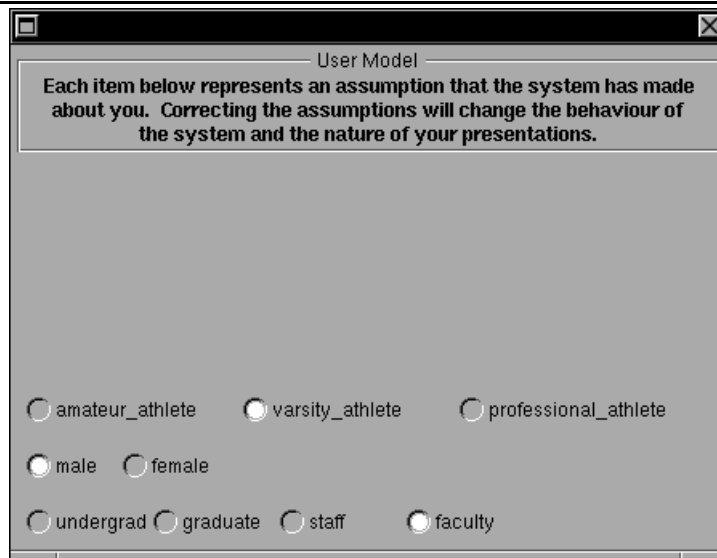 User Model
Each item below represents an assumption that the system has made
about you. Correcting the assumptions will change the behaviour of
the system and the nature of your presentations.
amateur_athlete varsity_athlete professional_athlete
male female
undergrad graduate staff faculty